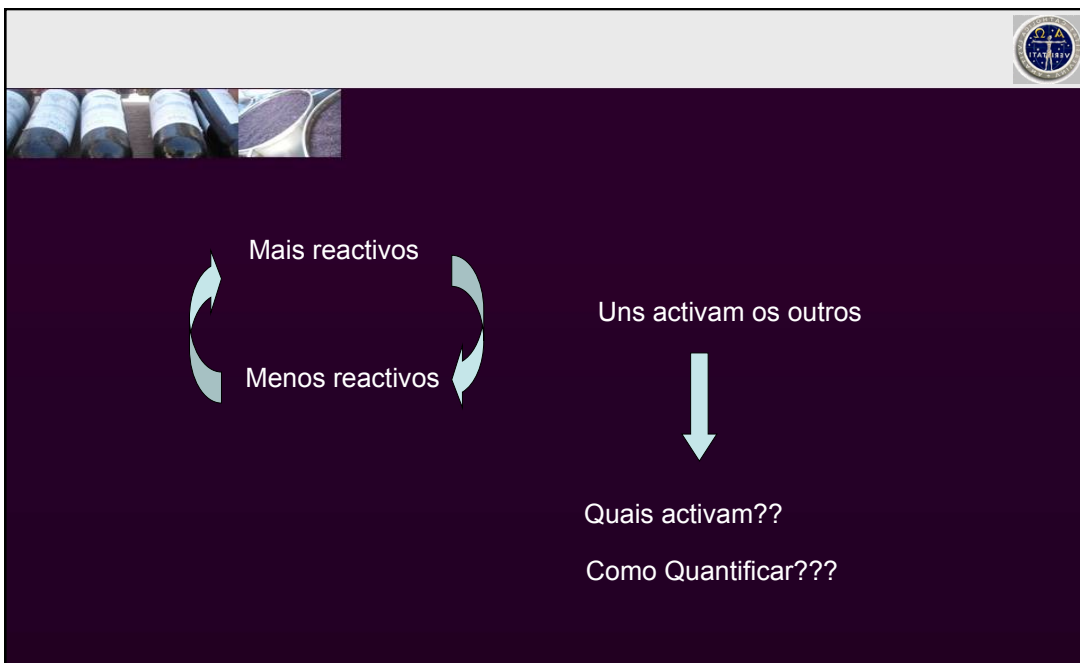 Mais reactivos
Menos reactivos
Uns activam os outros
Quais activam??
Como Quantificar???